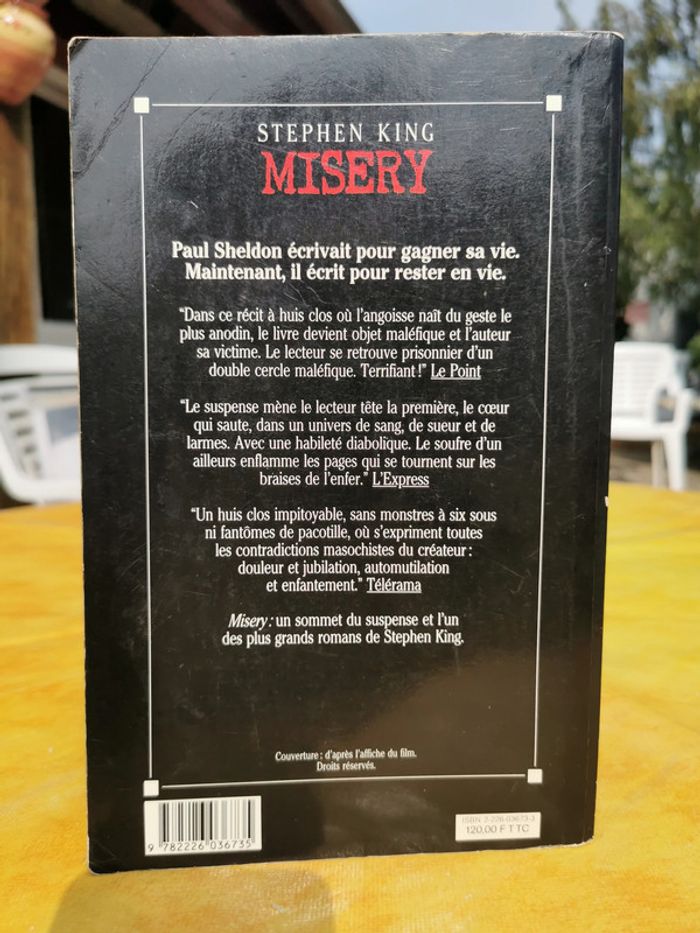 STEPHEN KING
MISERY
Paul Sheldon écrivait pour gagner sa vie.
Maintenant, il écrit pour rester en vie.
“Dans ce récit à huis clos où l'angoisse naît du geste le
plus anodin, le livre devient objet maléfique et l'auteur
sa victime. Le lecteur se retrouve prisonnier d'un
double cercle maléfique. Terrifiant !” Le Point
“Le suspense mène le lecteur tête la première, le cœur
qui saute, dans un univers de sang, de sueur et de
larmes. Avec une habileté diabolique. Le soufre d'un
ailleurs enflamme les pages qui se tournent sur les
braises de l'enfer.” L'Express
“Un huis clos impitoyable, sans monstres à six sous
ni fantômes de pacotille, où s'expriment toutes
les contradictions masochistes du créateur :
douleur et jubilation, automutilation
et enfantement.” Télérama
Misery : un sommet du suspense et l'un
des plus grands romans de Stephen King.
Couverture : d'après l'affiche du film.
Droits réservés.
ISBN 2-226-03673-3
120,00 F TTC
9 782226 036735